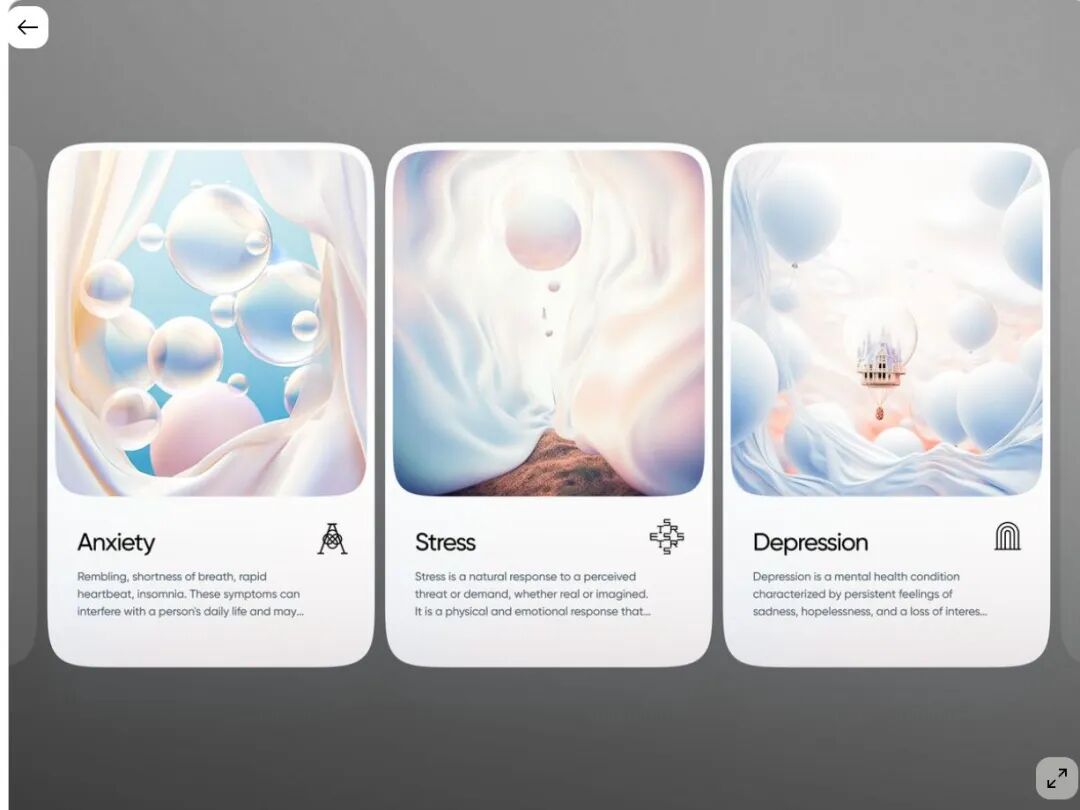 Anxiety
Rembling, shortness of breath, rapid
heartbeat, insomnia. These symptoms can
interfere with a person's daily life and may...
Stress
STRESS
Stress is a natural response to a perceived
threat or demand, whether real or imagined.
It is a physical and emotional response that...
Depression
Depression is a mental health condition
characterized by persistent feelings of
sadness, hopelessness, and a loss of interes...